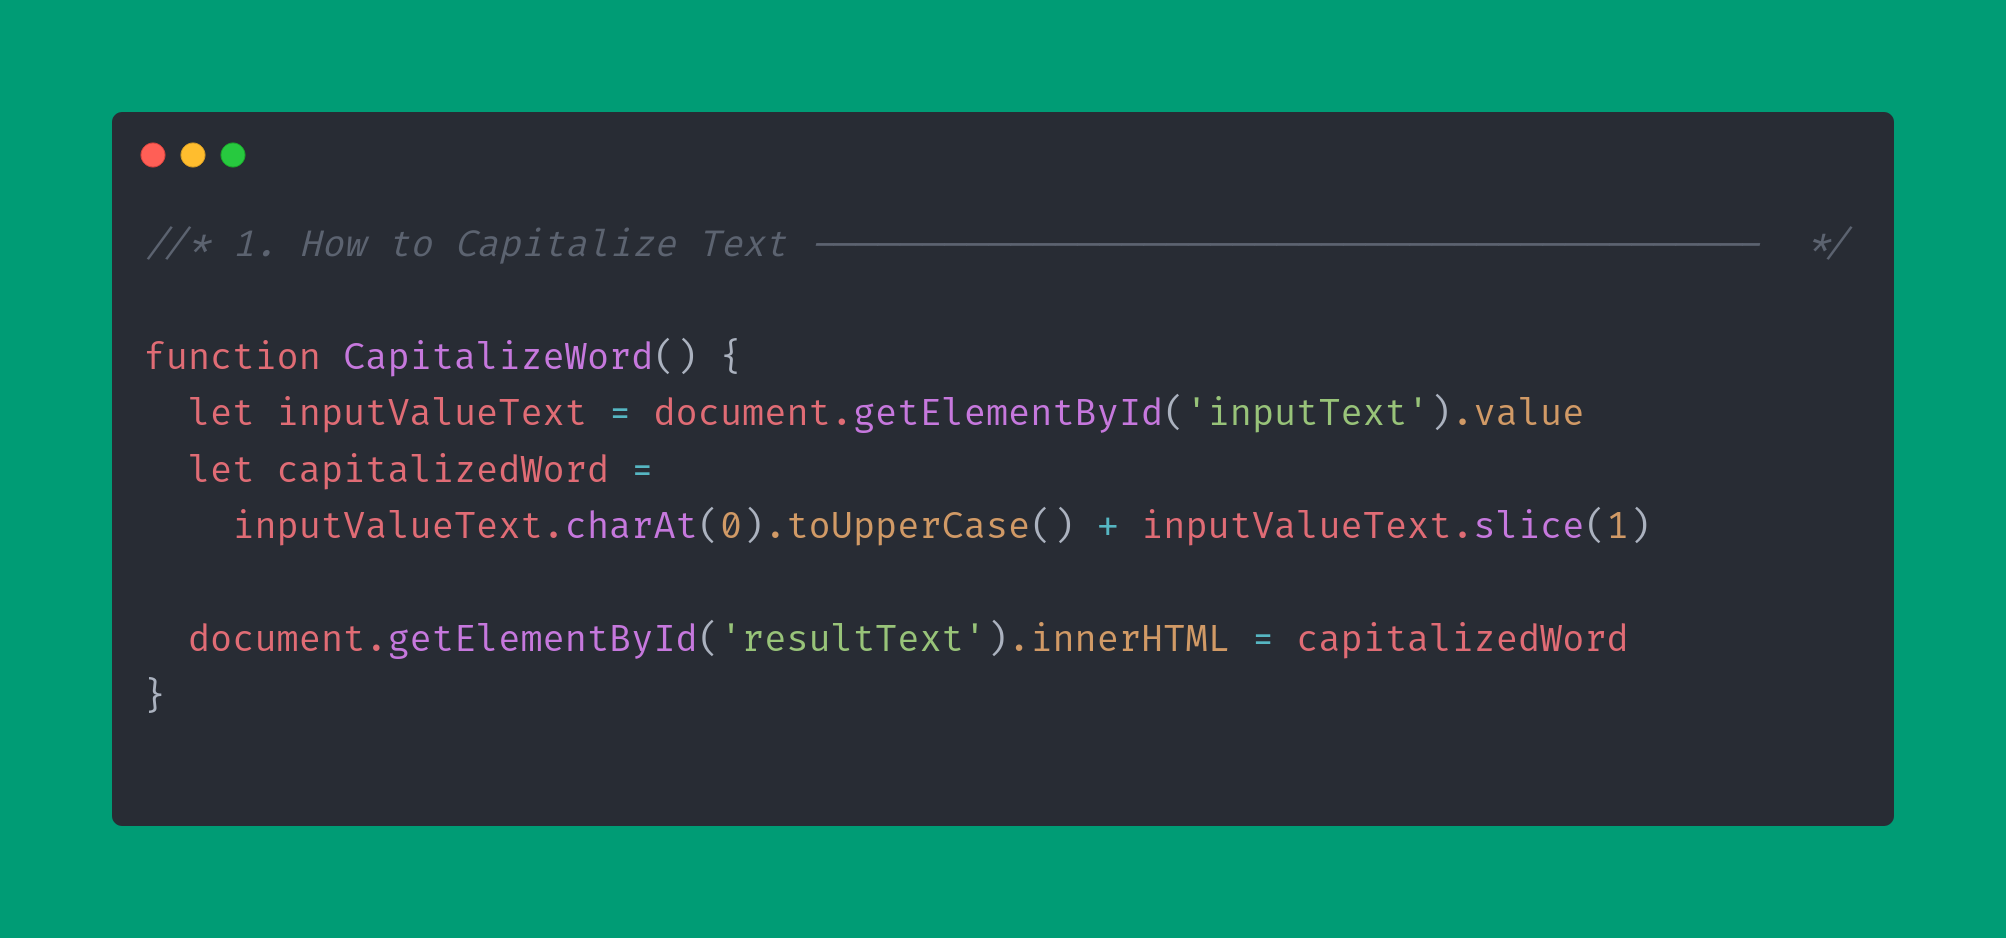 //* 1. How to Capitalize Text ─────────────────────────────────────────── */
function CapitalizeWord() {
let inputValueText = document.getElementById('inputText').value
let capitalizedWord =
inputValueText.charAt(0).toUpperCase() + inputValueText.slice(1)
document.getElementById('resultText').innerHTML = capitalizedWord
}